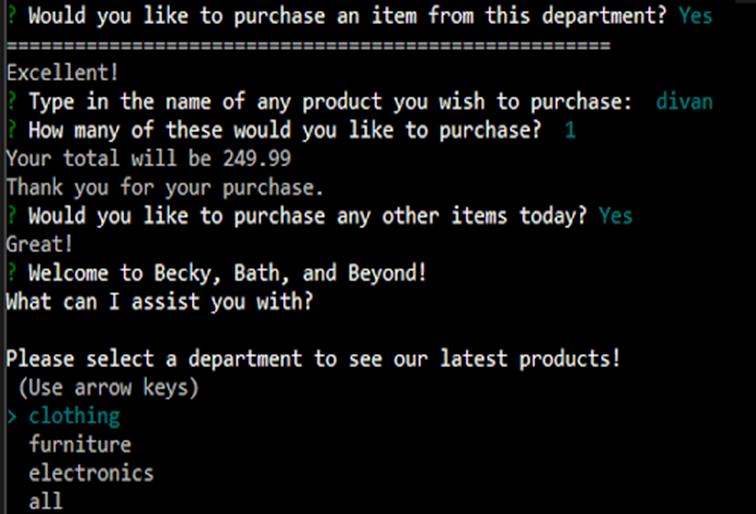 ? Would you like to purchase an item from this department? Yes
=====================================================
Excellent!
? Type in the name of any product you wish to purchase:  divan
? How many of these would you like to purchase?  1
Your total will be 249.99
Thank you for your purchase.
? Would you like to purchase any other items today? Yes
Great!
? Welcome to Becky, Bath, and Beyond!
What can I assist you with?

Please select a department to see our latest products!
 (Use arrow keys)
> clothing
  furniture
  electronics
  all